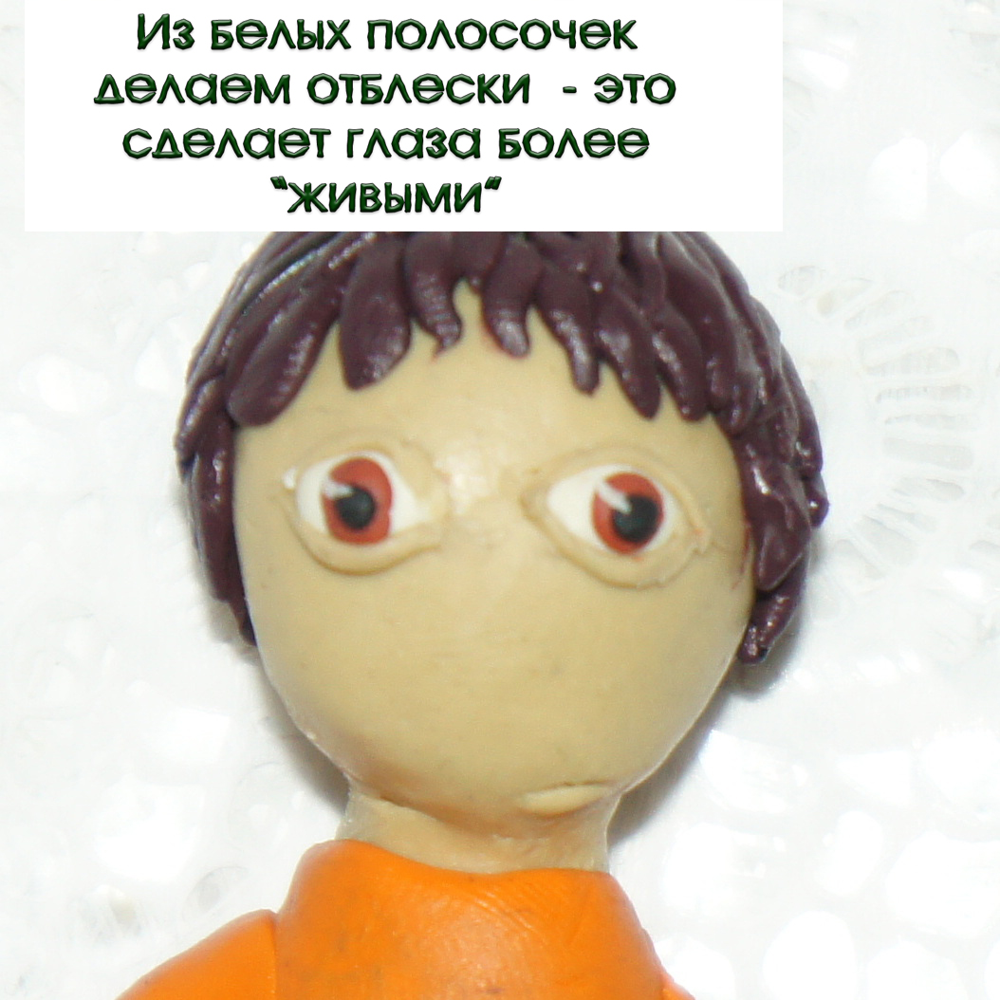 Из белых полосочек
делаем отблески - это
сделает глаза более
"живыми"